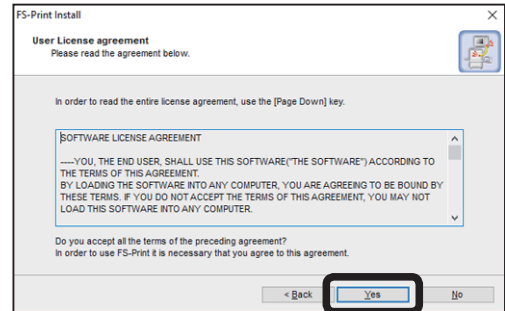 FS-Print Install
User License agreement
Please read the agreement below.
In order to read the entire license agreement, use the [Page Down] key.
SOFTWARE LICENSE AGREEMENT
----YOU, THE END USER, SHALL USE THIS SOFTWARE("THE SOFTWARE") ACCORDING TO
THE TERMS OF THIS AGREEMENT.
BY LOADING THE SOFTWARE INTO ANY COMPUTER, YOU ARE AGREEING TO BE BOUND BY
THESE TERMS. IF YOU DO NOT ACCEPT THE TERMS OF THIS AGREEMENT, YOU MAY NOT
LOAD THIS SOFTWARE INTO ANY COMPUTER.
Do you accept all the terms of the preceding agreement?
In order to use FS-Print it is necessary that you agree to this agreement.
< Back Yes No